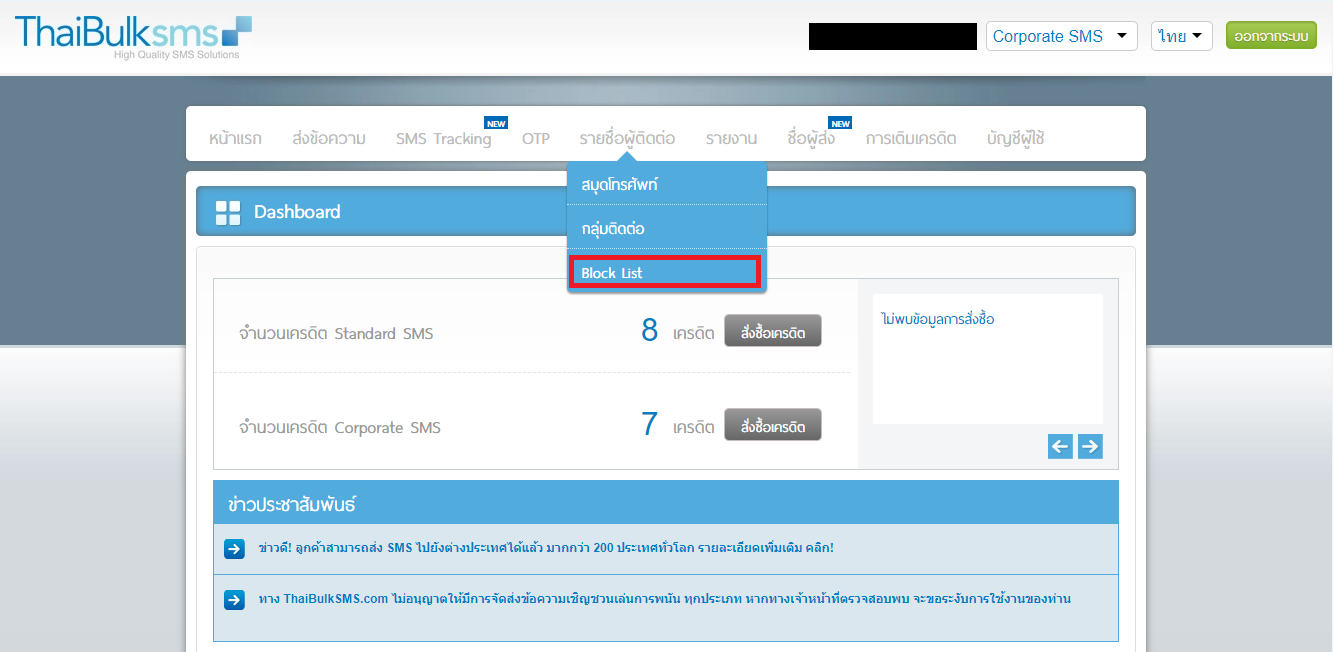 ThaiBulksms
High Quality SMS Solutions
Corporate SMS
ไทย
ออกจากระบบ
หน้าแรก
ส่งข้อความ
SMS Tracking
NEW
OTP
รายชื่อผู้ติดต่อ
รายงาน
ชื่อผู้ส่ง
NEW
การเติมเครดิต
บัญชีผู้ใช้
สมุดโทรศัพท์
กลุ่มติดต่อ
Block List
Dashboard
จำนวนเครดิต Standard SMS
8 เครดิต
สั่งซื้อเครดิต
จำนวนเครดิต Corporate SMS
7 เครดิต
สั่งซื้อเครดิต
ไม่พบข้อมูลการสั่งซื้อ
ข่าวประชาสัมพันธ์
ข่าวดี! ลูกค้าสามารถส่ง SMS ไปยังต่างประเทศได้แล้ว มากกว่า 200 ประเทศทั่วโลก รายละเอียดเพิ่มเติม คลิก!
ทาง ThaiBulkSMS.com ไม่อนุญาตให้มีการจัดส่งข้อความเชิญชวนเล่นการพนัน ทุกประเภท หากทางเจ้าหน้าที่ตรวจสอบพบ จะขอระงับการใช้งานของท่าน